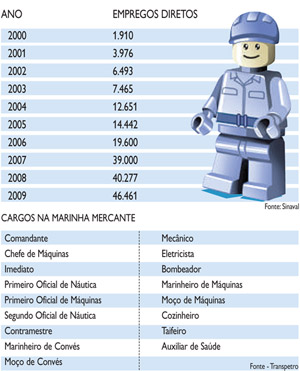 ANO EMPREGOS DIRETOS
2000 1.910
2001 3.976
2002 6.493
2003 7.465
2004 12.651
2005 14.442
2006 19.600
2007 39.000
2008 40.277
2009 46.461
Fonte: Sinaval
CARGOS NA MARINHA MERCANTE
Comandante Mecânico
Chefe de Máquinas Eletricista
Imediato Bombeador
Primeiro Oficial de Náutica Marinheiro de Máquinas
Primeiro Oficial de Máquinas Moço de Máquinas
Segundo Oficial de Náutica Cozinheiro
Contramestre Taifeiro
Marinheiro de Convés Auxiliar de Saúde
Moço de Convés
Fonte - Transpetro